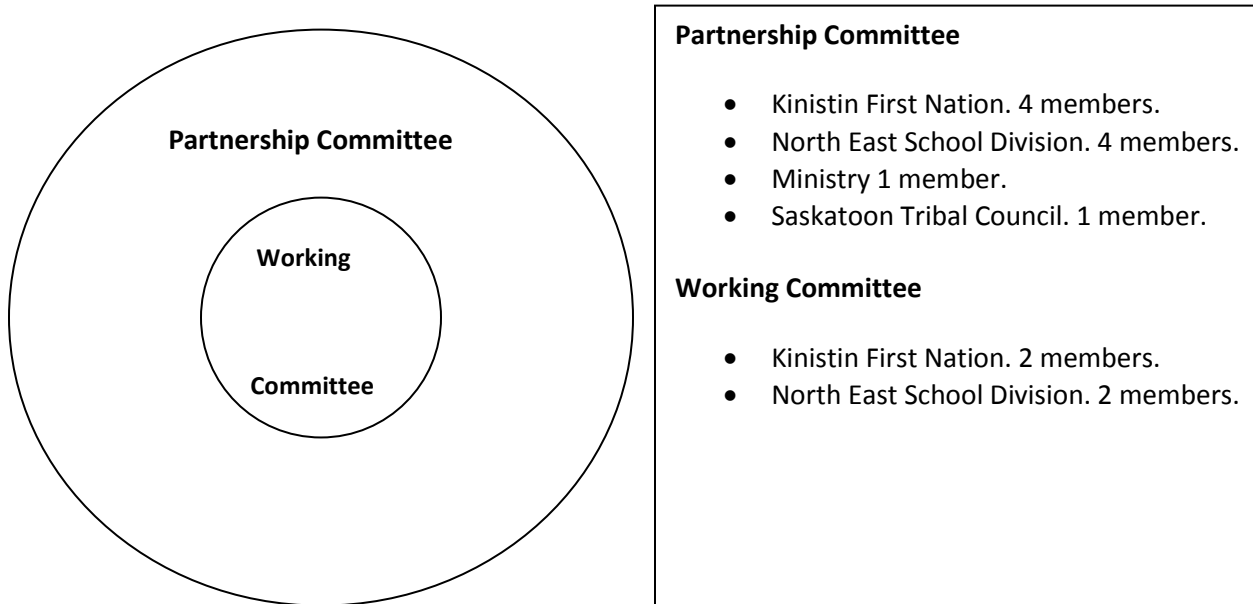 Partnership Committee
Working
Committee
Partnership Committee
• Kinistin First Nation. 4 members.
• North East School Division. 4 members.
• Ministry 1 member.
• Saskatoon Tribal Council. 1 member.
Working Committee
• Kinistin First Nation. 2 members.
• North East School Division. 2 members.